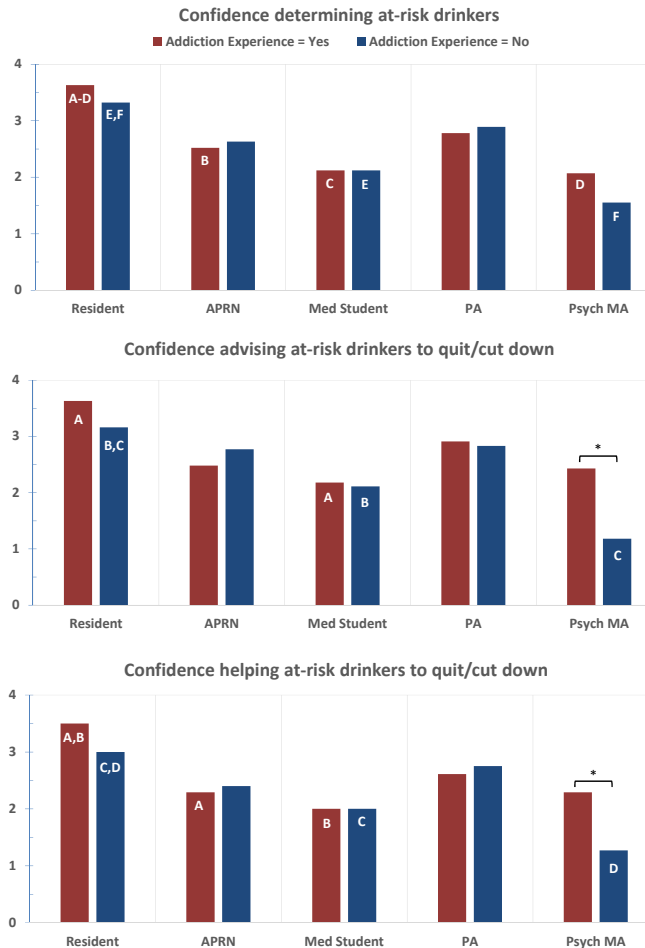 Confidence determining at-risk drinkers
Addiction Experience = Yes Addiction Experience = No
4
3
2
1
0
A-D
E,F
B
C
E
D
F
Resident APRN Med Student PA Psych MA
Confidence advising at-risk drinkers to quit/cut down
4
3
2
1
0
A
B,C
A
B
*
C
Resident APRN Med Student PA Psych MA
Confidence helping at-risk drinkers to quit/cut down
4
3
2
1
0
A,B
C,D
A
B
C
*
D
Resident APRN Med Student PA Psych MA